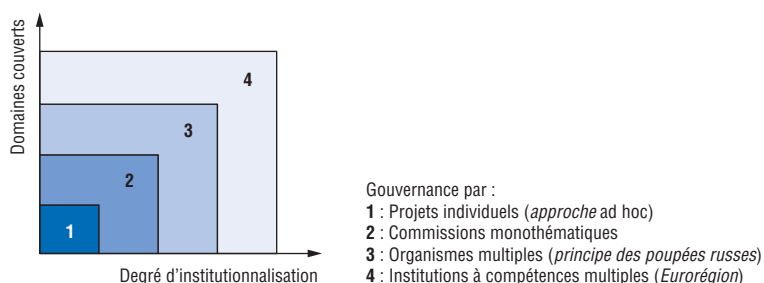 Domaines couverts
4
3
2
1
Degré d’institutionnalisation
Gouvernance par :
1 : Projets individuels (approche ad hoc)
2 : Commissions monothématiques
3 : Organismes multiples (principe des poupées russes)
4 : Institutions à compétences multiples (Eurorégion)